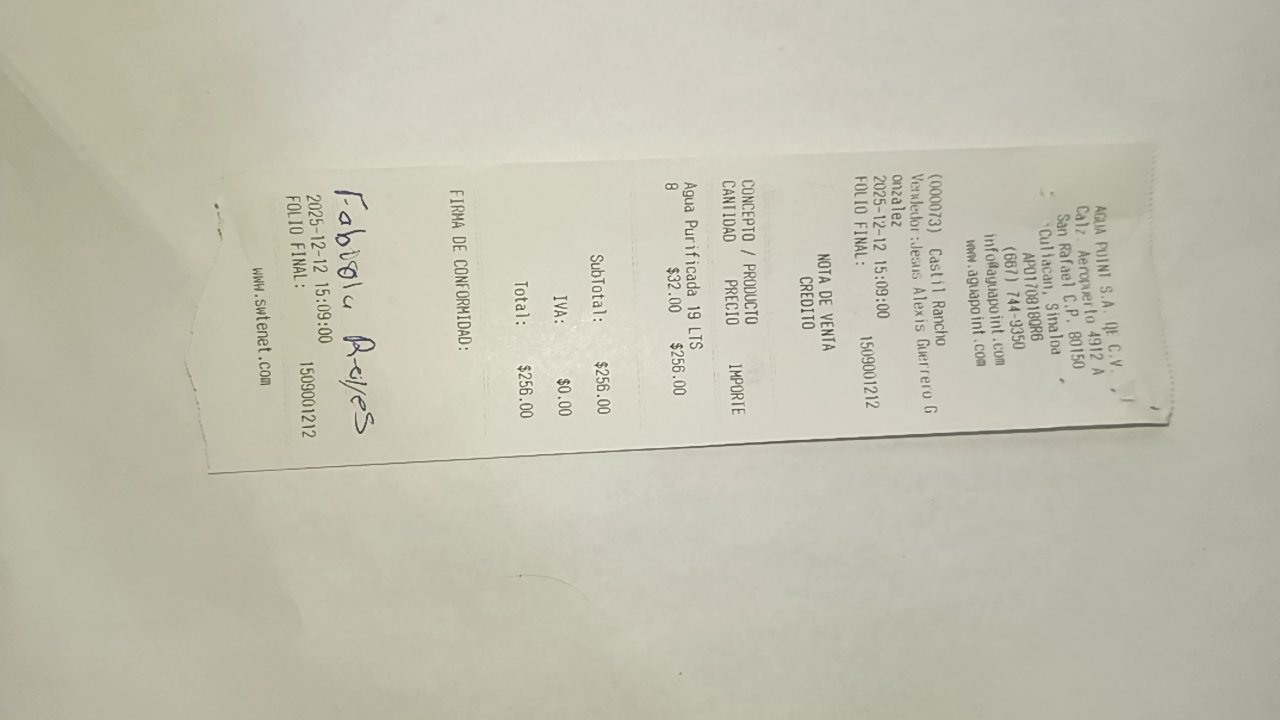 AGUA POINT S.A. DE C.V.
Calz. Aeropuerto 4912 A
San Rafael C.P. 80150
Culiacan, Sinaloa
APO170818QR6
(667) 744-9350
info@aguapoint.com
www.aguapoint.com
(000073) Castil Rancho
Vendedor:Jesus Alexis Guerrero G
onzalez
2025-12-12 15:09:00
FOLIO FINAL: 1509001212
NOTA DE VENTA
CREDITO
CONCEPTO / PRODUCTO
CANTIDAD PRECIO IMPORTE
Agua Purificada 19 LTS
8 $32.00 $256.00
SubTotal: $256.00
IVA: $0.00
Total: $256.00
FIRMA DE CONFORMIDAD:
Fabiola Reyes
2025-12-12 15:09:00
FOLIO FINAL: 1509001212
www.swtenet.com